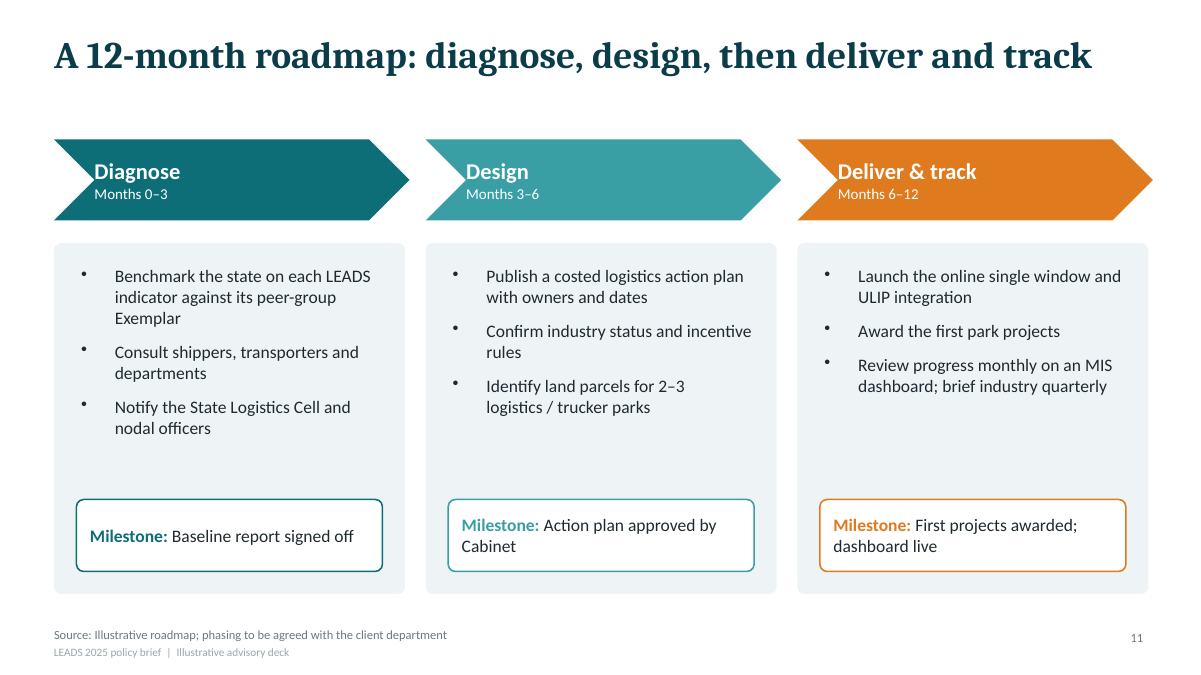 A 12-month roadmap: diagnose, design, then deliver and track
Diagnose
Months 0–3
• Benchmark the state on each LEADS
indicator against its peer-group
Exemplar
• Consult shippers, transporters and
departments
• Notify the State Logistics Cell and
nodal officers
Milestone: Baseline report signed off
Design
Months 3–6
• Publish a costed logistics action plan
with owners and dates
• Confirm industry status and incentive
rules
• Identify land parcels for 2–3
logistics / trucker parks
Milestone: Action plan approved by
Cabinet
Deliver & track
Months 6–12
• Launch the online single window and
ULIP integration
• Award the first park projects
• Review progress monthly on an MIS
dashboard; brief industry quarterly
Milestone: First projects awarded;
dashboard live
Source: Illustrative roadmap; phasing to be agreed with the client department
LEADS 2025 policy brief | Illustrative advisory deck
11